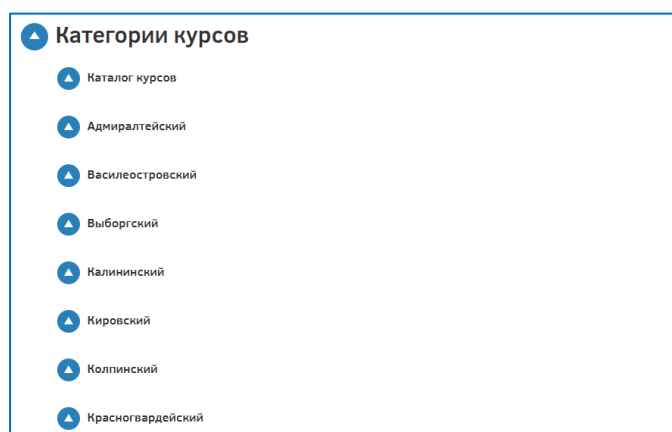 Категории курсов
Каталог курсов
Адмиралтейский
Василеостровский
Выборгский
Калининский
Кировский
Колпинский
Красногвардейский